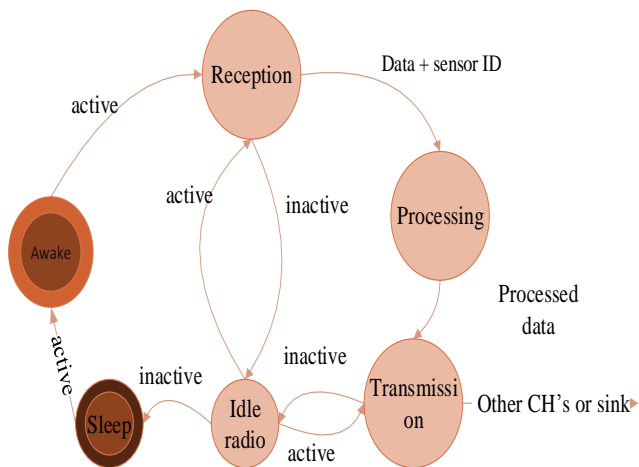 Reception
Data + sensor ID
active
active
inactive
Processing
Awake
Processed
data
active
inactive
inactive
Transmissi
on
Other CH's or sink
Sleep
Idle
radio
active